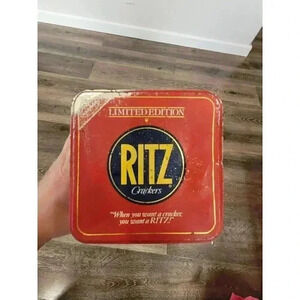 LIMITED EDITION
RITZ
®
Crackers
"When you want a cracker,
you want a RITZ!"